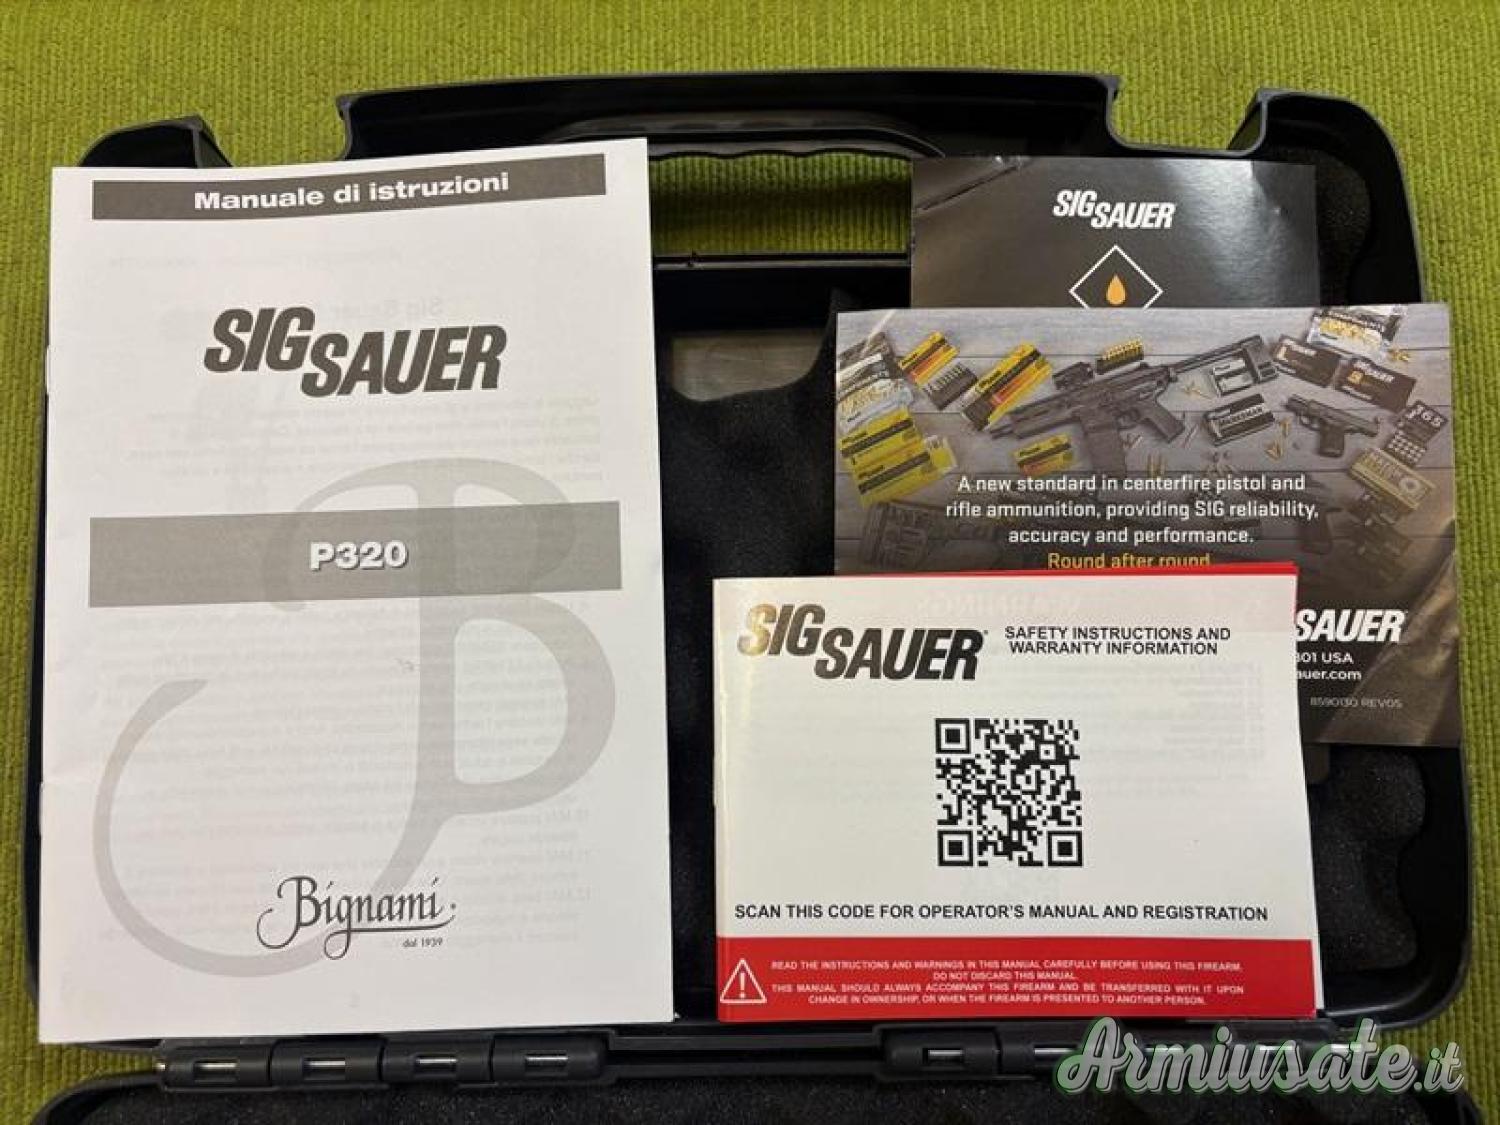 Manuale di istruzioni
SIG SAUER
P320
Bignami
dal 1939
SIG SAUER
A new standard in centerfire pistol and
rifle ammunition, providing SIG reliability,
accuracy and performance.
Round after round
365
SAUER
301 USA
auer.com
8590130 REV05
SIG SAUER
SAFETY INSTRUCTIONS AND
WARRANTY INFORMATION
SCAN THIS CODE FOR OPERATOR'S MANUAL AND REGISTRATION
READ THE INSTRUCTIONS AND WARNINGS IN THIS MANUAL CAREFULLY BEFORE USING THIS FIREARM.
DO NOT DISCARD THIS MANUAL.
THIS MANUAL SHOULD ALWAYS ACCOMPANY THIS FIREARM AND BE TRANSFERRED WITH IT UPON
CHANGE IN OWNERSHIP, OR WHEN THE FIREARM IS PRESENTED TO ANOTHER PERSON.
Armiusate.it